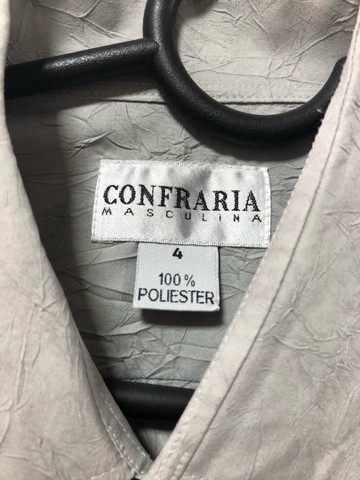 CONFRARIA
MASCULINA
4
100%
POLIESTER